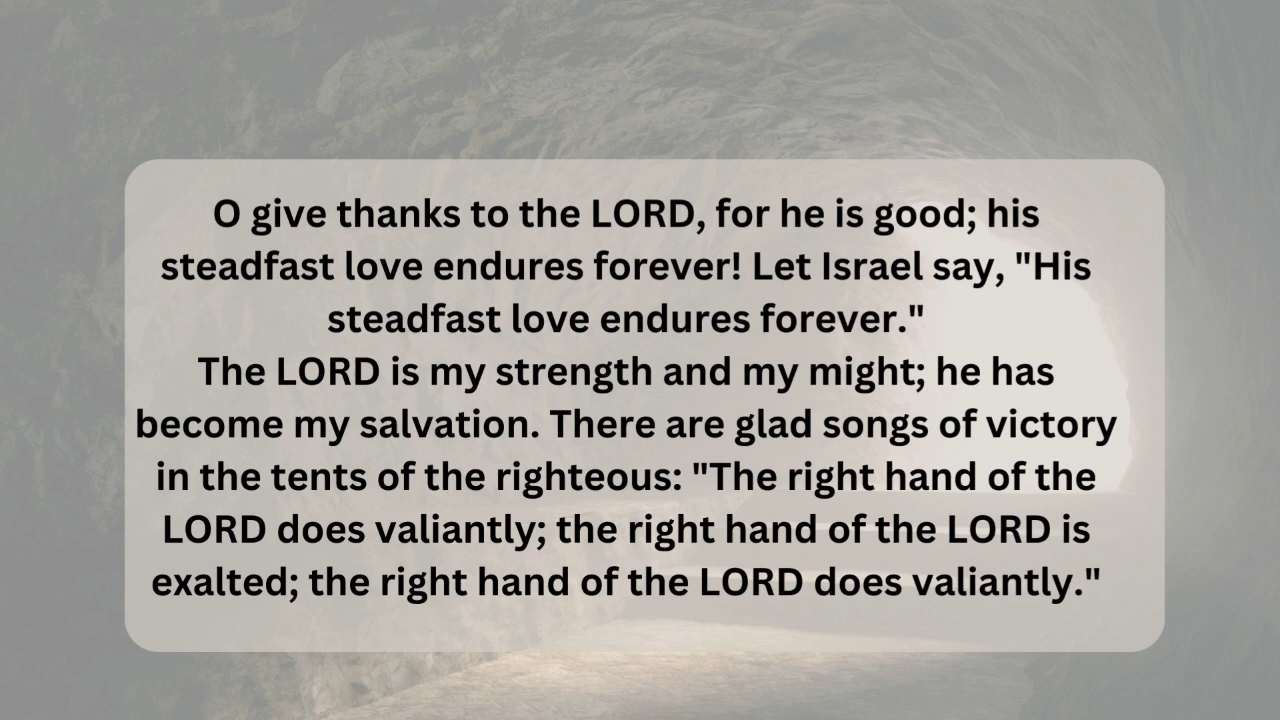 O give thanks to the LORD, for he is good; his
steadfast love endures forever! Let Israel say, "His
steadfast love endures forever."
The LORD is my strength and my might; he has
become my salvation. There are glad songs of victory
in the tents of the righteous: "The right hand of the
LORD does valiantly; the right hand of the LORD is
exalted; the right hand of the LORD does valiantly."